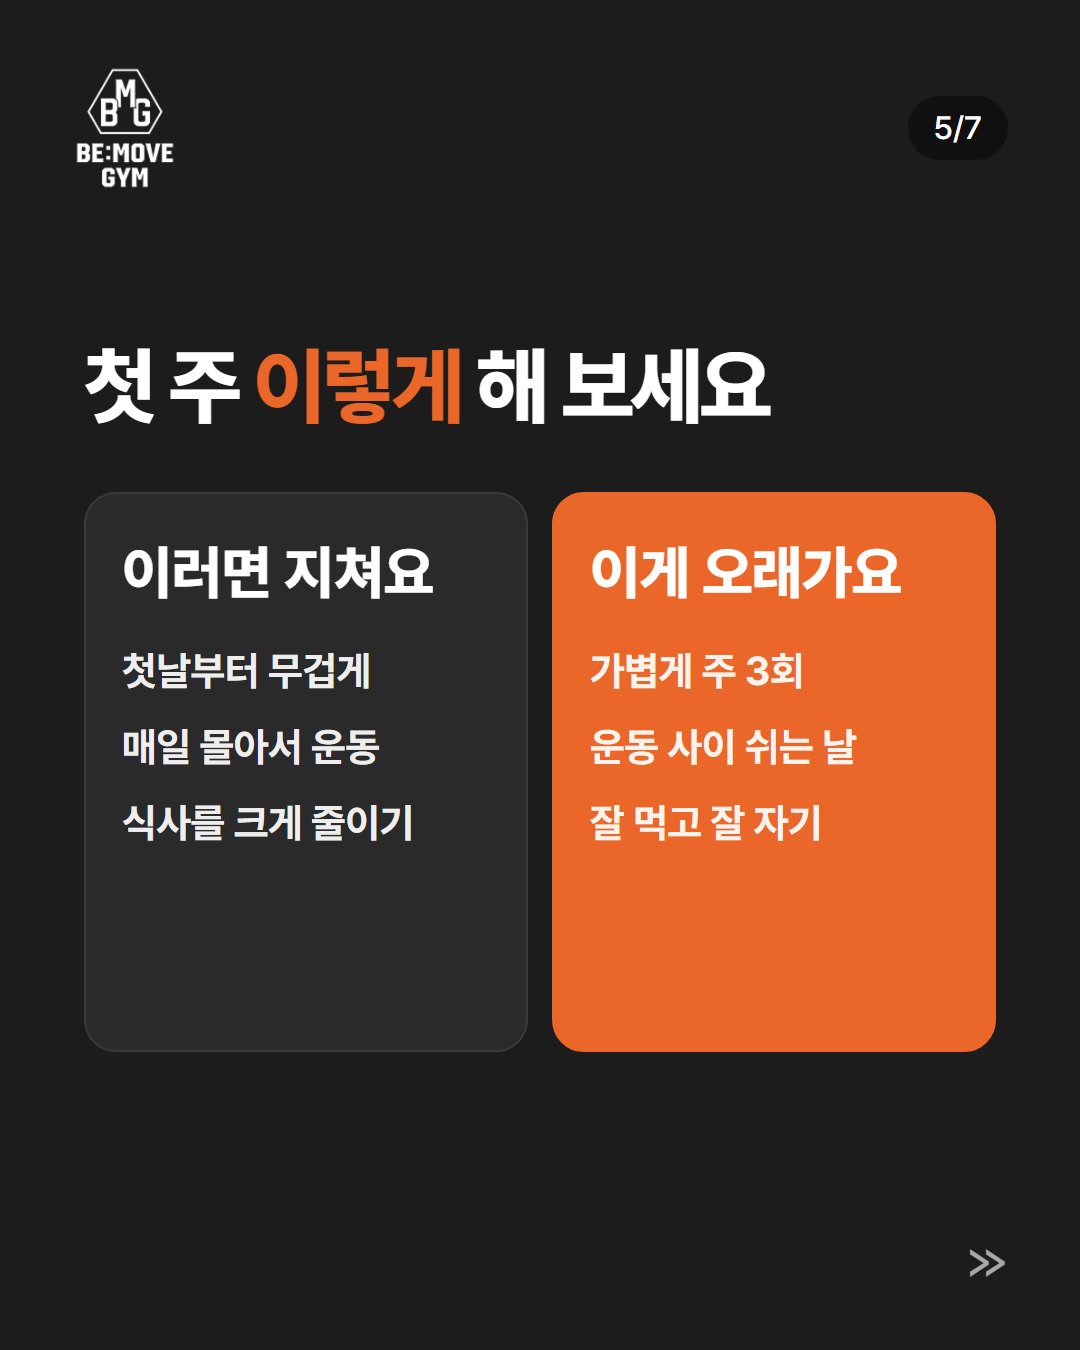 BMG
BE:MOVE
GYM
5/7
첫 주 이렇게 해 보세요
이러면 지쳐요
첫날부터 무겁게
매일 몰아서 운동
식사를 크게 줄이기
이게 오래가요
가볍게 주 3회
운동 사이 쉬는 날
잘 먹고 잘 자기